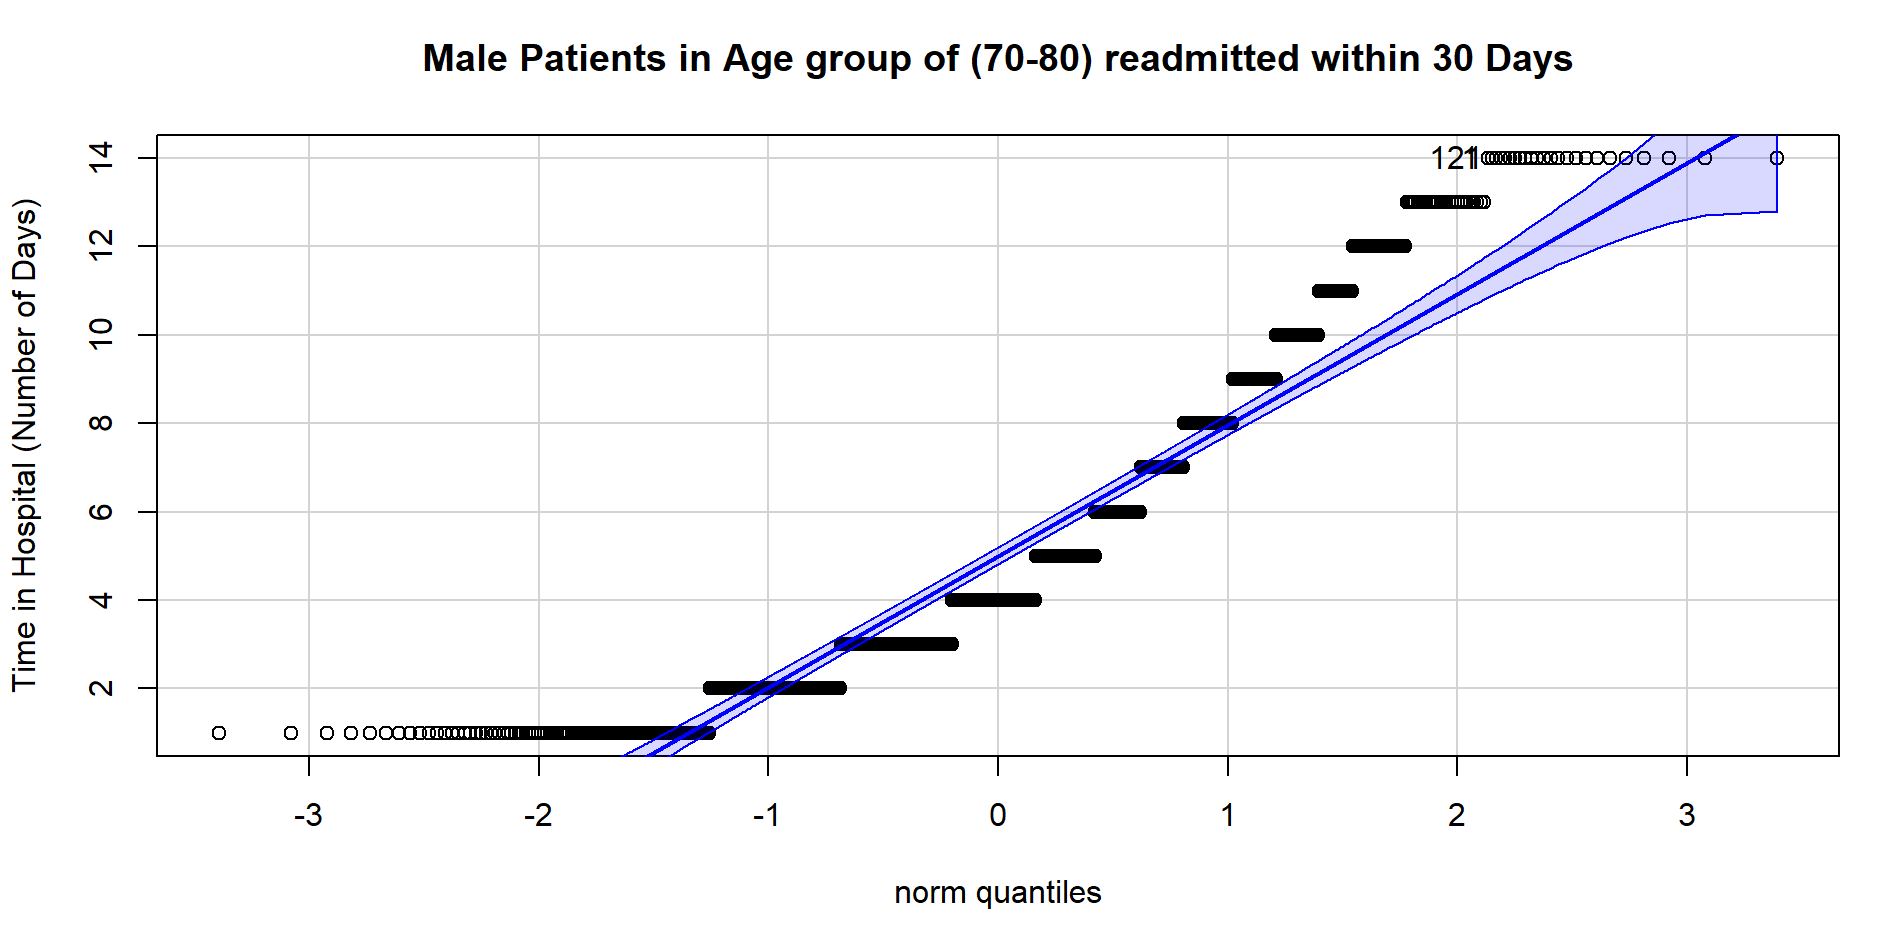 Male Patients in Age group of (70-80) readmitted within 30 Days
Time in Hospital (Number of Days)
14
12
10
8
6
4
2
-3 -2 -1 0 1 2 3
norm quantiles